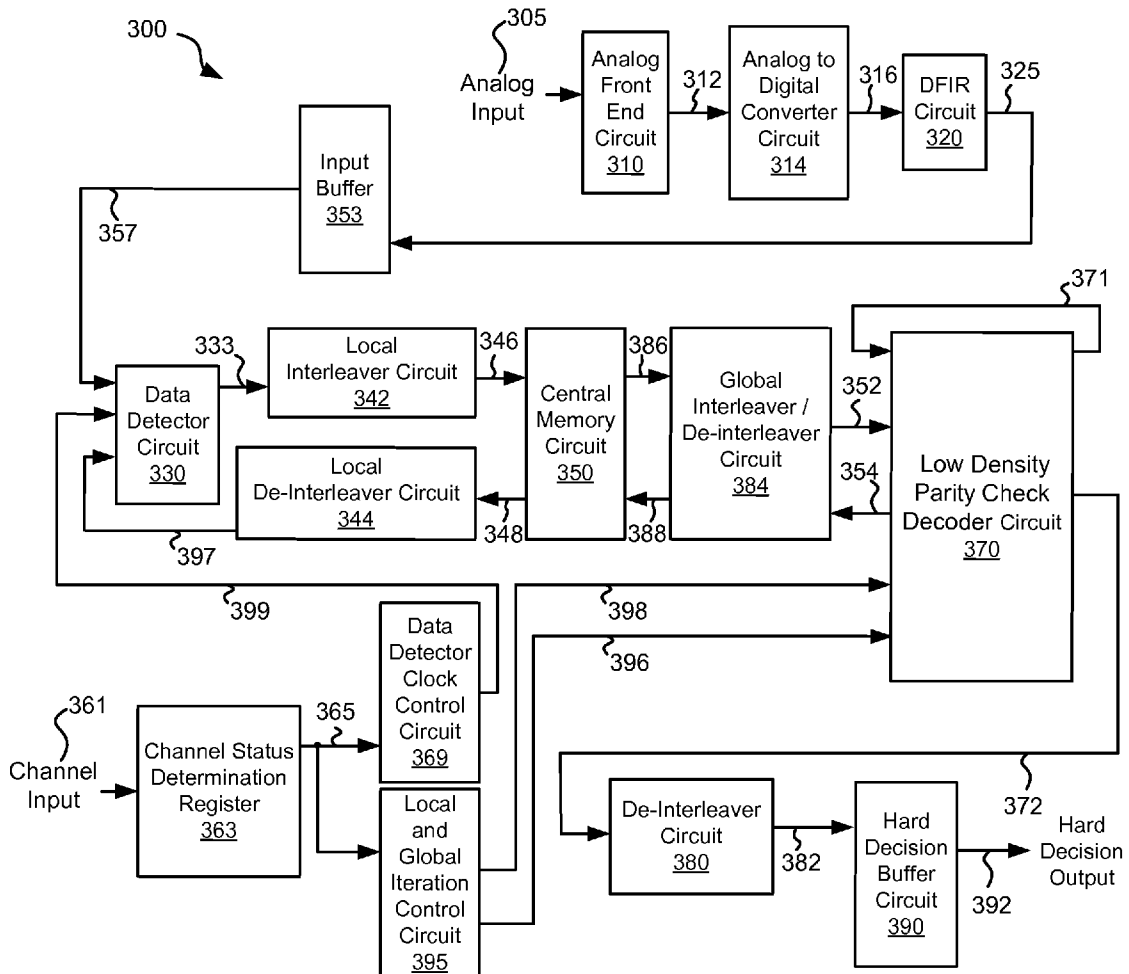 300
305
Analog
Input
Analog
Front
End
Circuit
310
312
Analog to
Digital
Converter
Circuit
314
316
DFIR
Circuit
320
325
Input
Buffer
353
357
371
333
Local
Interleaver Circuit
342
346
386
Data
Detector
Circuit
330
Central
Memory
Circuit
350
Global
Interleaver /
De-interleaver
Circuit
384
352
354
Low Density
Parity Check
Decoder Circuit
370
Local
De-Interleaver Circuit
344
348
388
397
399
398
396
Data
Detector
Clock
Control
Circuit
369
361
Channel
Input
Channel Status
Determination
Register
363
365
Local
and
Global
Iteration
Control
Circuit
395
372
De-Interleaver
Circuit
380
382
Hard
Decision
Buffer
Circuit
390
392
Hard
Decision
Output